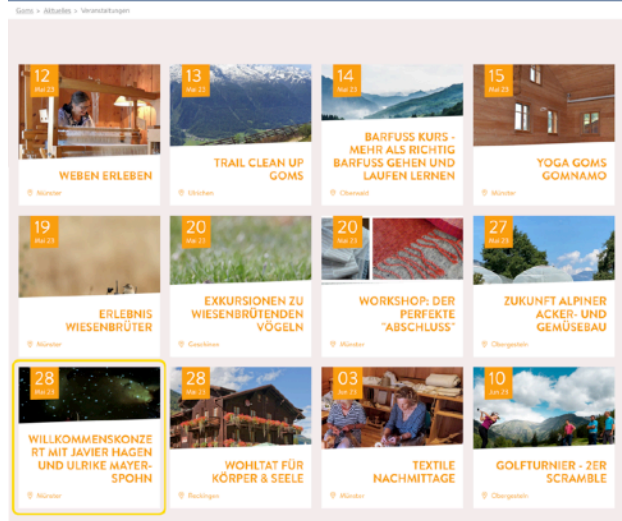 Goms > Aktuelles > Veranstaltungen
12
Mai 23
WEBEN ERLEBEN
Münster
13
Mai 23
TRAIL CLEAN UP
GOMS
Ulrichen
14
Mai 23
BARFUSS KURS -
MEHR ALS RICHTIG
BARFUSS GEHEN UND
LAUFEN LERNEN
Oberwald
15
Mai 23
YOGA GOMS
GOMNAMO
Münster
19
Mai 23
ERLEBNIS
WIESENBRÜTER
Münster
20
Mai 23
EXKURSIONEN ZU
WIESENBRÜTENDEN
VÖGELN
Geschinen
20
Mai 23
WORKSHOP: DER
PERFEKTE
"ABSCHLUSS"
Münster
27
Mai 23
ZUKUNFT ALPINER
ACKER- UND
GEMÜSEBAU
Obergesteln
28
Mai 23
WILLKOMMENSKONZE
RT MIT JAVIER HAGEN
UND ULRIKE MAYER-
SPOHN
Münster
28
Mai 23
WOHLTAT FÜR
KÖRPER & SEELE
Reckingen
03
Jun 23
TEXTILE
NACHMITTAGE
Münster
10
Jun 23
GOLFTURNIER - 2ER
SCRAMBLE
Obergesteln